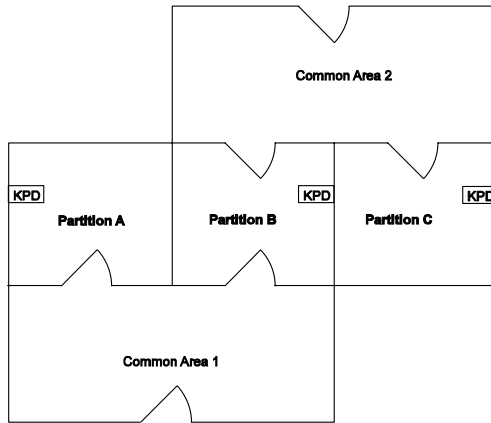 Common Area 2
KPD
KPD
KPD
Partition A
Partition B
Partition C
Common Area 1